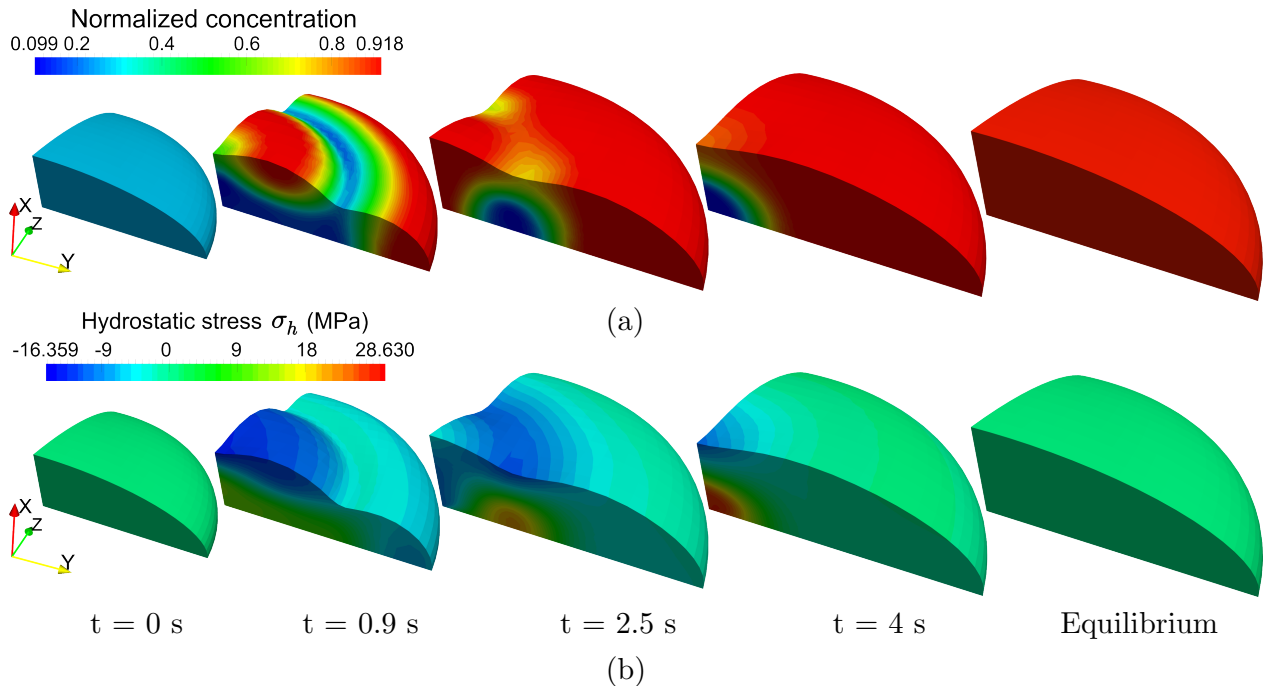 Normalized concentration
0.099 0.2 0.4 0.6 0.8 0.918
X
Z
Y
(a)
Hydrostatic stress σh (MPa)
-16.359 -9 0 9 18 28.630
X
Z
Y
t = 0 s t = 0.9 s t = 2.5 s t = 4 s Equilibrium
(b)